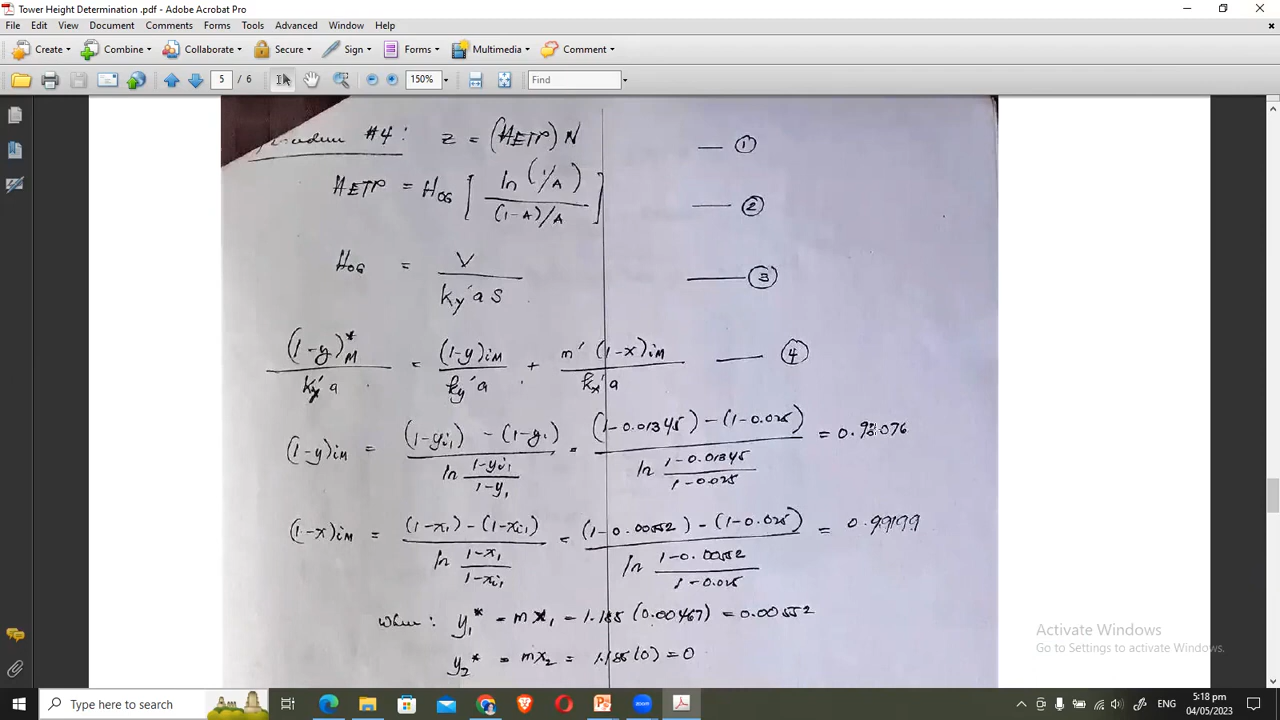 Tower Height Determination .pdf - Adobe Acrobat Pro
File Edit View Document Comments Forms Tools Advanced Window Help
Create Combine Collaborate Secure Sign Forms Multimedia Comment
5 / 6 150% Find
#4: z = (HETP) N — ①
HETP = HOG [ ln (1/A) / (1-A)/A ] — ②
HOG = V / Ky'a S — ③
(1-y)*M / Ky'a = (1-y)iM / ky'a + m' (1-x)iM / kx'a — ④
(1-y)iM = (1-yi1) - (1-y1) / ln (1-yi1 / 1-y1) = (1-0.01345) - (1-0.025) / ln (1-0.01345 / 1-0.025) = 0.98076
(1-x)iM = (1-x1) - (1-xi1) / ln (1-x1 / 1-xi1) = (1-0.00552) - (1-0.025) / ln (1-0.00552 / 1-0.025) = 0.99199
where: y1* = mx1 = 1.185 (0.00467) = 0.00552
y2* = mx2 = 1.185 (0) = 0
Activate Windows
Go to Settings to activate Windows.
Type here to search
ENG
5:18 pm
04/05/2023